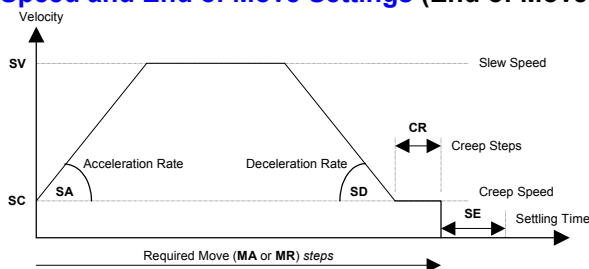 Speed and End of Move Settings (End of Move
Velocity
SV
Slew Speed
CR
Creep Steps
Acceleration Rate
Deceleration Rate
SA
SD
SC
Creep Speed
SE
Settling Time
Required Move (MA or MR) steps